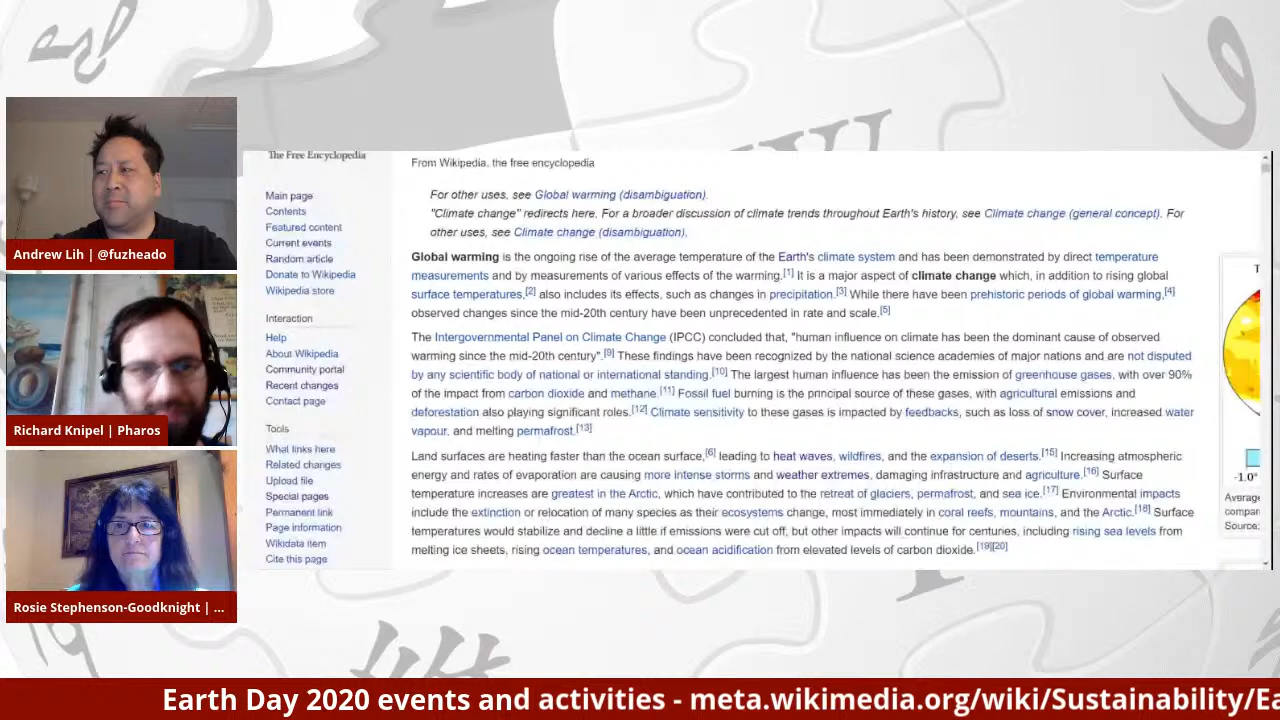 Andrew Lih | @fuzheado
Richard Knipel | Pharos
Rosie Stephenson-Goodknight | ...
The Free Encyclopedia
Main page
Contents
Featured content
Current events
Random article
Donate to Wikipedia
Wikipedia store
Interaction
Help
About Wikipedia
Community portal
Recent changes
Contact page
Tools
What links here
Related changes
Upload file
Special pages
Permanent link
Page information
Wikidata item
Cite this page
From Wikipedia, the free encyclopedia
For other uses, see Global warming (disambiguation).
"Climate change" redirects here. For a broader discussion of climate trends throughout Earth's history, see Climate change (general concept). For
other uses, see Climate change (disambiguation).
Global warming is the ongoing rise of the average temperature of the Earth's climate system and has been demonstrated by direct temperature
measurements and by measurements of various effects of the warming.[1] It is a major aspect of climate change which, in addition to rising global
surface temperatures,[2] also includes its effects, such as changes in precipitation.[3] While there have been prehistoric periods of global warming,[4]
observed changes since the mid-20th century have been unprecedented in rate and scale.[5]
The Intergovernmental Panel on Climate Change (IPCC) concluded that, "human influence on climate has been the dominant cause of observed
warming since the mid-20th century".[9] These findings have been recognized by the national science academies of major nations and are not disputed
by any scientific body of national or international standing.[10] The largest human influence has been the emission of greenhouse gases, with over 90%
of the impact from carbon dioxide and methane.[11] Fossil fuel burning is the principal source of these gases, with agricultural emissions and
deforestation also playing significant roles.[12] Climate sensitivity to these gases is impacted by feedbacks, such as loss of snow cover, increased water
vapour, and melting permafrost.[13]
Land surfaces are heating faster than the ocean surface,[6] leading to heat waves, wildfires, and the expansion of deserts.[15] Increasing atmospheric
energy and rates of evaporation are causing more intense storms and weather extremes, damaging infrastructure and agriculture.[16] Surface
temperature increases are greatest in the Arctic, which have contributed to the retreat of glaciers, permafrost, and sea ice.[17] Environmental impacts
include the extinction or relocation of many species as their ecosystems change, most immediately in coral reefs, mountains, and the Arctic.[18] Surface
temperatures would stabilize and decline a little if emissions were cut off, but other impacts will continue for centuries, including rising sea levels from
melting ice sheets, rising ocean temperatures, and ocean acidification from elevated levels of carbon dioxide.[19][20]
T
-1.0°
Average
compar
Source:
Earth Day 2020 events and activities - meta.wikimedia.org/wiki/Sustainability/Ea